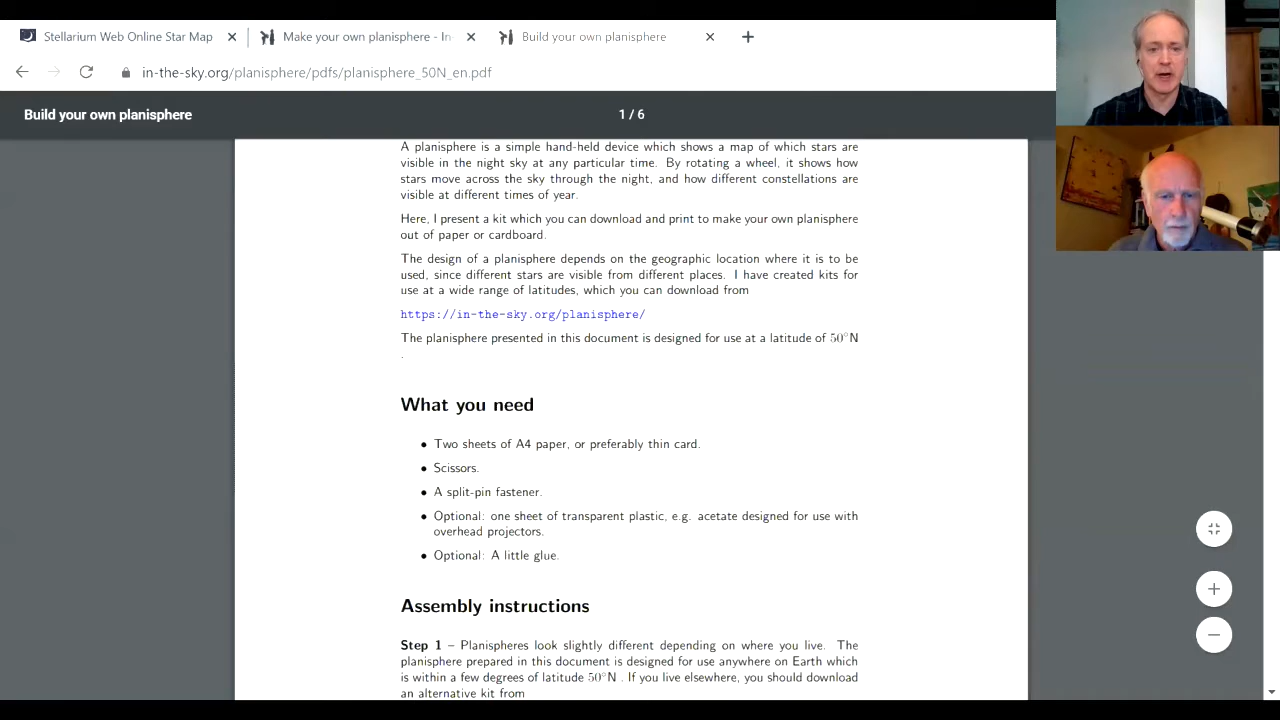 Stellarium Web Online Star Map
Make your own planisphere - In-
Build your own planisphere
in-the-sky.org/planisphere/pdfs/planisphere_50N_en.pdf
Build your own planisphere
1 / 6
A planisphere is a simple hand-held device which shows a map of which stars are
visible in the night sky at any particular time. By rotating a wheel, it shows how
stars move across the sky through the night, and how different constellations are
visible at different times of year.
Here, I present a kit which you can download and print to make your own planisphere
out of paper or cardboard.
The design of a planisphere depends on the geographic location where it is to be
used, since different stars are visible from different places. I have created kits for
use at a wide range of latitudes, which you can download from
https://in-the-sky.org/planisphere/
The planisphere presented in this document is designed for use at a latitude of 50°N
.
What you need
• Two sheets of A4 paper, or preferably thin card.
• Scissors.
• A split-pin fastener.
• Optional: one sheet of transparent plastic, e.g. acetate designed for use with
overhead projectors.
• Optional: A little glue.
Assembly instructions
Step 1 – Planispheres look slightly different depending on where you live. The
planisphere prepared in this document is designed for use anywhere on Earth which
is within a few degrees of latitude 50°N . If you live elsewhere, you should download
an alternative kit from